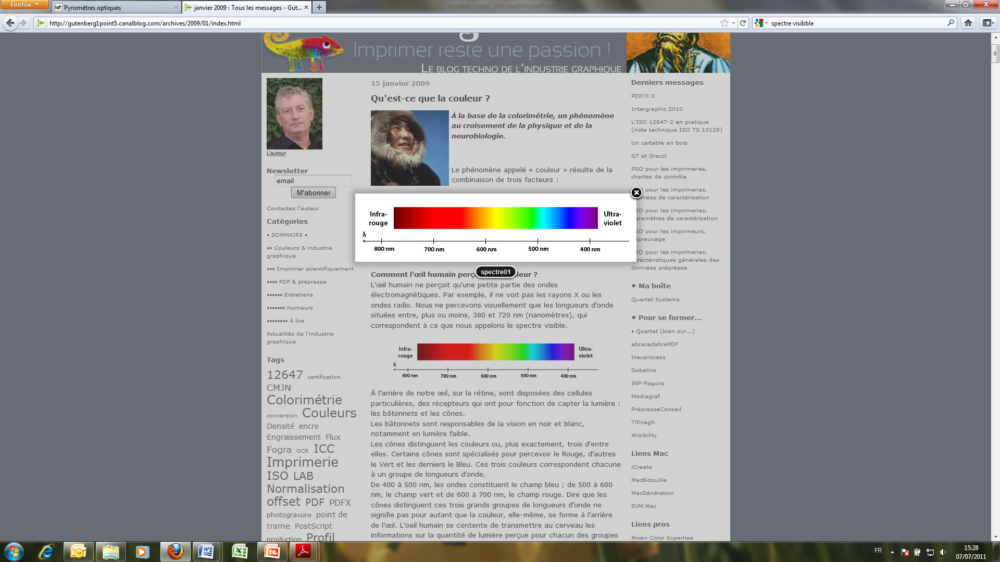 Firefox
iut Pyromètres optiques
janvier 2009 : Tous les messages - Gut...
http://gutenberg1point5.canalblog.com/archives/2009/01/index.html
spectre visibble
Imprimer reste une passion !
Le blog techno de l'industrie graphique
L'auteur
Newsletter
email
M'abonner
Contactez l'auteur
Catégories
• SOMMAIRE •
•• Couleurs & industrie
graphique
••• Imprimer scientifiquement
•••• PDF & prépresse
•••••• Entretiens
••••••• Humeurs
•••••••• À lire
Actualités de l'industrie
graphique
Tags
12647 certification
CMJN
Colorimétrie
conversion Couleurs
Densité encre
Engraissement Flux
Fogra GCR ICC
Imprimerie
ISO LAB
Normalisation
offset PDF PDFX
photogravure point de
trame PostScript
production Profil
15 janvier 2009
Qu'est-ce que la couleur ?
À la base de la colorimétrie, un phénomène
au croisement de la physique et de la
neurobiologie.
Le phénomène appelé « couleur » résulte de la
combinaison de trois facteurs :
Infra-
rouge
Ultra-
violet
λ
800 nm 700 nm 600 nm 500 nm 400 nm
spectre01
Comment l'œil humain
L'œil humain ne perçoit qu'une petite partie des ondes
électromagnétiques. Par exemple, il ne voit pas les rayons X ou les
ondes radio. Nous ne percevons visuellement que les longueurs d'onde
situées entre, plus ou moins, 380 et 720 nm (nanomètres), qui
correspondent à ce que nous appelons le spectre visible.
Infra-
rouge
Ultra-
violet
λ
800 nm 700 nm 600 nm 500 nm 400 nm
À l'arrière de notre œil, sur la rétine, sont disposées des cellules
particulières, des récepteurs qui ont pour fonction de capter la lumière :
les bâtonnets et les cônes.
Les bâtonnets sont responsables de la vision en noir et blanc,
notamment en lumière faible.
Les cônes distinguent les couleurs ou, plus exactement, trois d'entre
elles. Certains cônes sont spécialisés pour percevoir le Rouge, d'autres
le Vert et les derniers le Bleu. Ces trois couleurs correspondent chacune
à un groupe de longueurs d'onde.
De 400 à 500 nm, les ondes constituent le champ bleu ; de 500 à 600
nm, le champ vert et de 600 à 700 nm, le champ rouge. Dire que les
cônes distinguent ces trois grands groupes de longueurs d'onde ne
signifie pas pour autant que la couleur, elle-même, se forme à l'arrière
de l'œil. L'oeil humain se contente de transmettre au cerveau les
informations sur la quantité de lumière perçue pour chacun des groupes
Derniers messages
PDF/X-3
Intergraphic 2010
L'ISO 12647-2 en pratique
(note technique ISO TS 10128)
Un cartable en bois
G7 et Gracol
PSO pour les imprimeries,
chartes de contrôle
pour les imprimeries,
de caractérisation
pour les imprimeries,
de caractérisation
pour les imprimeurs,
pour les imprimeries,
générales des
données prépresse.
• Ma boîte
Quartet Systems
• Pour se former...
• Quartet (bien sur...)
abracadabraPDF
bleuprocess
Gobelins
INP-Pagora
Mediagraf
PrépresseConseil
Tifinagh
Wisibility
Liens Mac
iCreate
MacBidouille
MacGénération
SVM Mac
Liens pros
Alwan Color Expertise
FR
15:28
07/07/2011